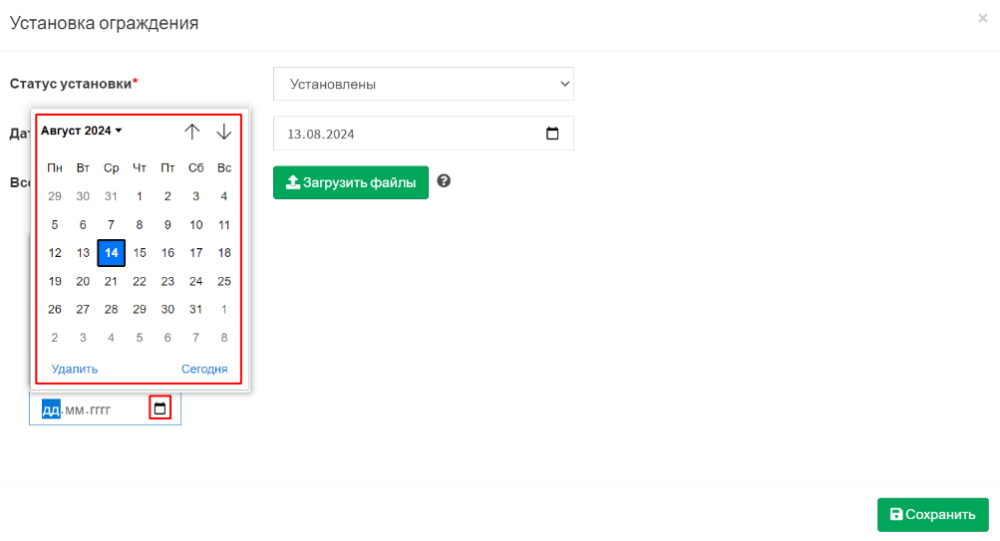 Установка ограждения ×
Статус установки* Установлены
Да 13.08.2024
Все Загрузить файлы ?
Август 2024
Пн Вт Ср Чт Пт Сб Вс
29 30 31 1 2 3 4
5 6 7 8 9 10 11
12 13 14 15 16 17 18
19 20 21 22 23 24 25
26 27 28 29 30 31 1
2 3 4 5 6 7 8
Удалить Сегодня
дд.мм.гггг
Сохранить